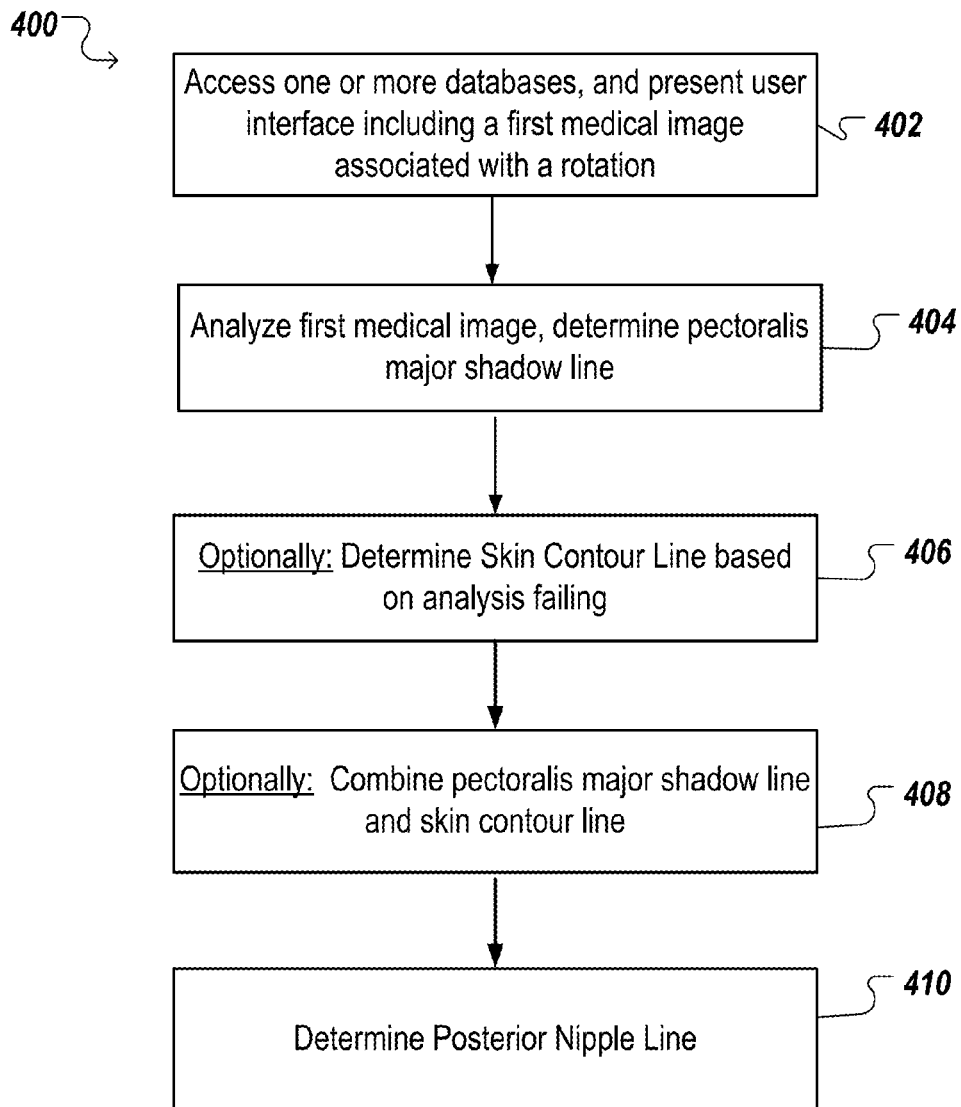 400
Access one or more databases, and present user
interface including a first medical image
associated with a rotation
402
Analyze first medical image, determine pectoralis
major shadow line
404
Optionally: Determine Skin Contour Line based
on analysis failing
406
Optionally: Combine pectoralis major shadow line
and skin contour line
408
Determine Posterior Nipple Line
410